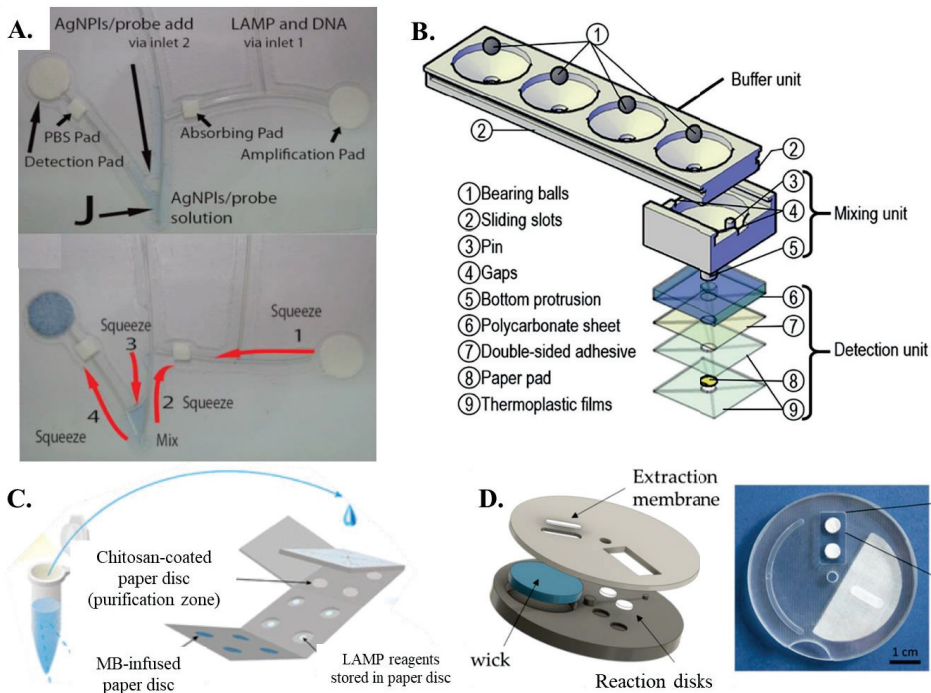 A.
AgNPls/probe add
via inlet 2
LAMP and DNA
via inlet 1
PBS Pad
Detection Pad
Absorbing Pad
Amplification Pad
J
AgNPls/probe
solution
Squeeze
3
Squeeze
1
4
2
Squeeze
Squeeze
Mix
B.
1
Buffer unit
2
2
3
4
Mixing unit
5
6
7
Detection unit
8
9
① Bearing balls
② Sliding slots
③ Pin
④ Gaps
⑤ Bottom protrusion
⑥ Polycarbonate sheet
⑦ Double-sided adhesive
⑧ Paper pad
⑨ Thermoplastic films
C.
Chitosan-coated
paper disc
(purification zone)
MB-infused
paper disc
LAMP reagents
stored in paper disc
D.
Extraction
membrane
wick
Reaction disks
1 cm